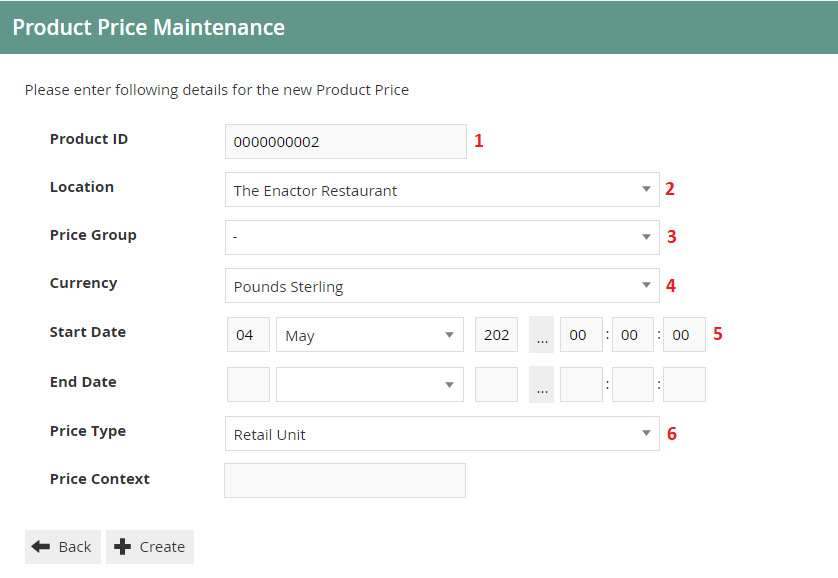 Product Price Maintenance
Please enter following details for the new Product Price
Product ID 0000000002 1
Location The Enactor Restaurant 2
Price Group - 3
Currency Pounds Sterling 4
Start Date 04 May 202 ... 00 : 00 : 00 5
End Date ... : :
Price Type Retail Unit 6
Price Context
Back Create